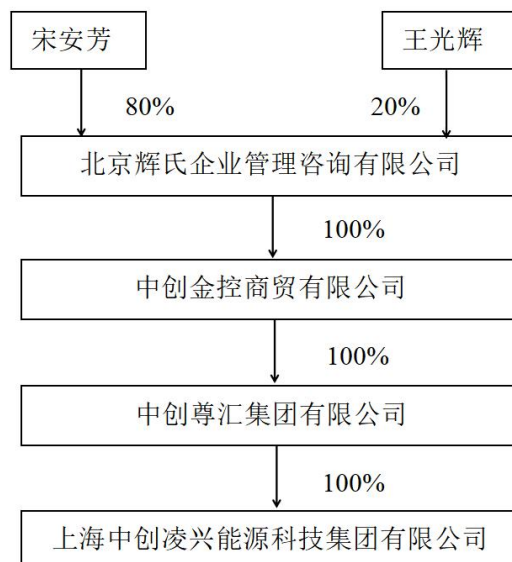 宋安芳
王光辉
80%
20%
北京辉氏企业管理咨询有限公司
100%
中创金控商贸有限公司
100%
中创尊汇集团有限公司
100%
上海中创凌兴能源科技集团有限公司